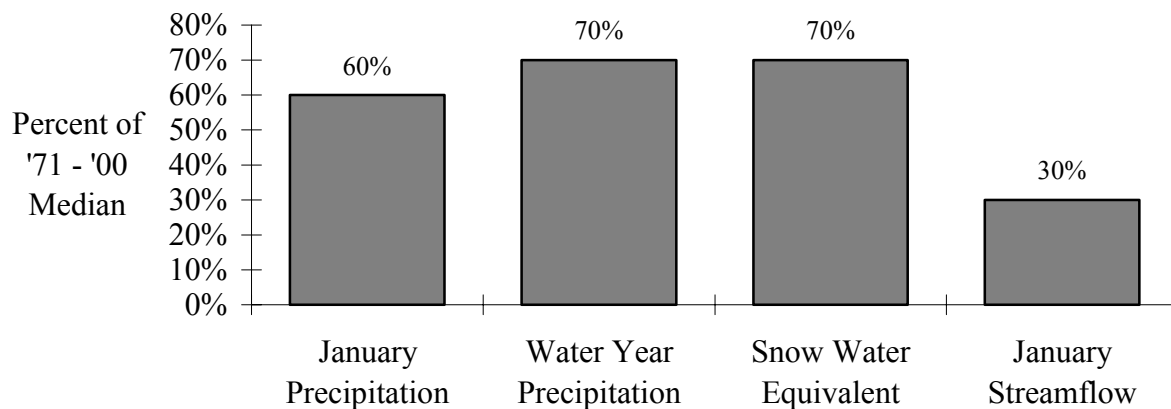 80%
70%
60%
50%
40%
30%
20%
10%
0%
Percent of
'71 - '00
Median
60%
70%
70%
30%
January
Precipitation
Water Year
Precipitation
Snow Water
Equivalent
January
Streamflow